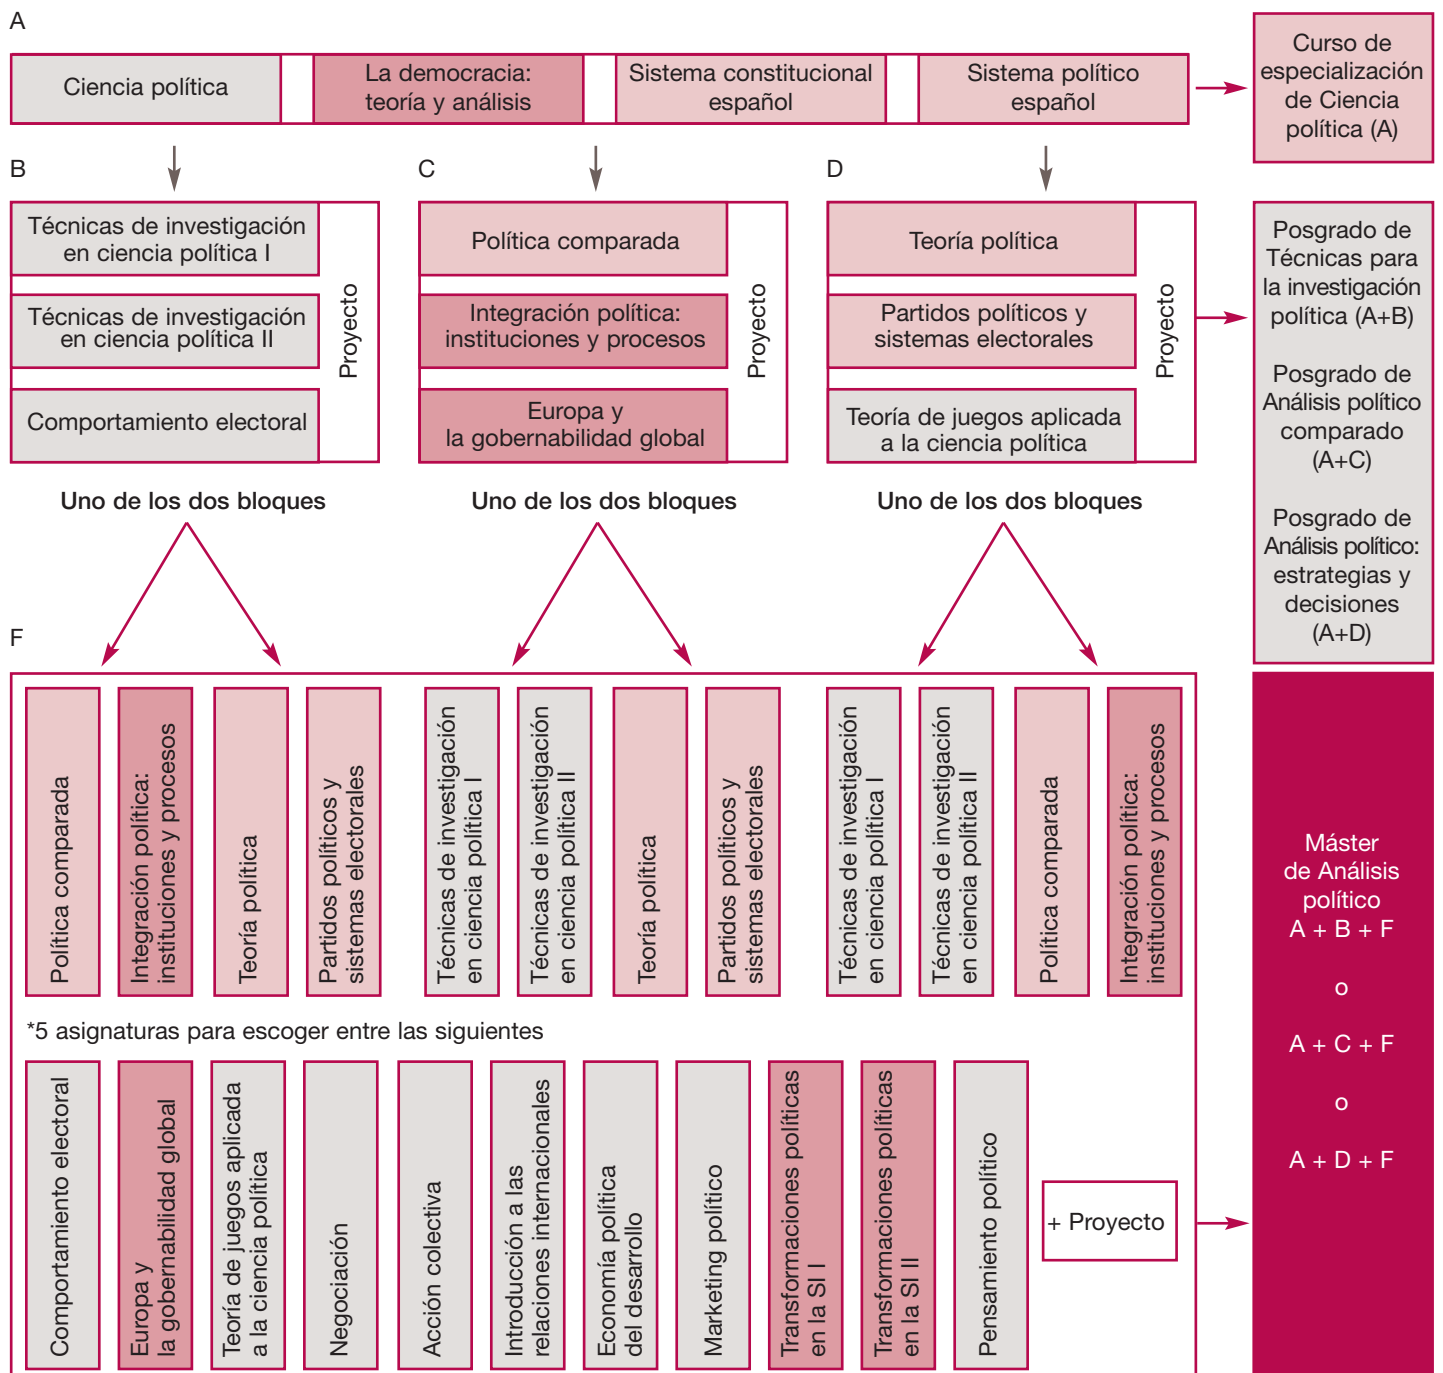 A
Ciencia política
La democracia:
teoría y análisis
Sistema constitucional
español
Sistema político
español
Curso de
especialización
de Ciencia
política (A)
B
Técnicas de investigación
en ciencia política I
Técnicas de investigación
en ciencia política II
Comportamiento electoral
Proyecto
C
Política comparada
Integración política:
instituciones y procesos
Europa y
la gobernabilidad global
Proyecto
D
Teoría política
Partidos políticos y
sistemas electorales
Teoría de juegos aplicada
a la ciencia política
Proyecto
Posgrado de
Técnicas para
la investigación
política (A+B)
Posgrado de
Análisis político
comparado
(A+C)
Posgrado de
Análisis político:
estrategias y
decisiones
(A+D)
Uno de los dos bloques
Uno de los dos bloques
Uno de los dos bloques
F
Política comparada
Integración política:
instituciones y procesos
Teoría política
Partidos políticos y
sistemas electorales
Técnicas de investigación
en ciencia política I
Técnicas de investigación
en ciencia política II
Teoría política
Partidos políticos y
sistemas electorales
Técnicas de investigación
en ciencia política I
Técnicas de investigación
en ciencia política II
Política comparada
Integración política:
instituciones y procesos
*5 asignaturas para escoger entre las siguientes
Comportamiento electoral
Europa y
la gobernabilidad global
Teoría de juegos aplicada
a la ciencia política
Negociación
Acción colectiva
Introducción a las
relaciones internacionales
Economía política
del desarrollo
Marketing político
Transformaciones políticas
en la SI I
Transformaciones políticas
en la SI II
Pensamiento político
+ Proyecto
Máster
de Análisis
político
A + B + F
o
A + C + F
o
A + D + F